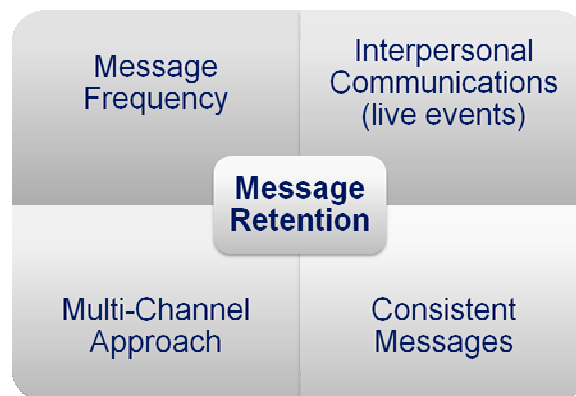 Message
Frequency
Interpersonal
Communications
(live events)
Message
Retention
Multi-Channel
Approach
Consistent
Messages